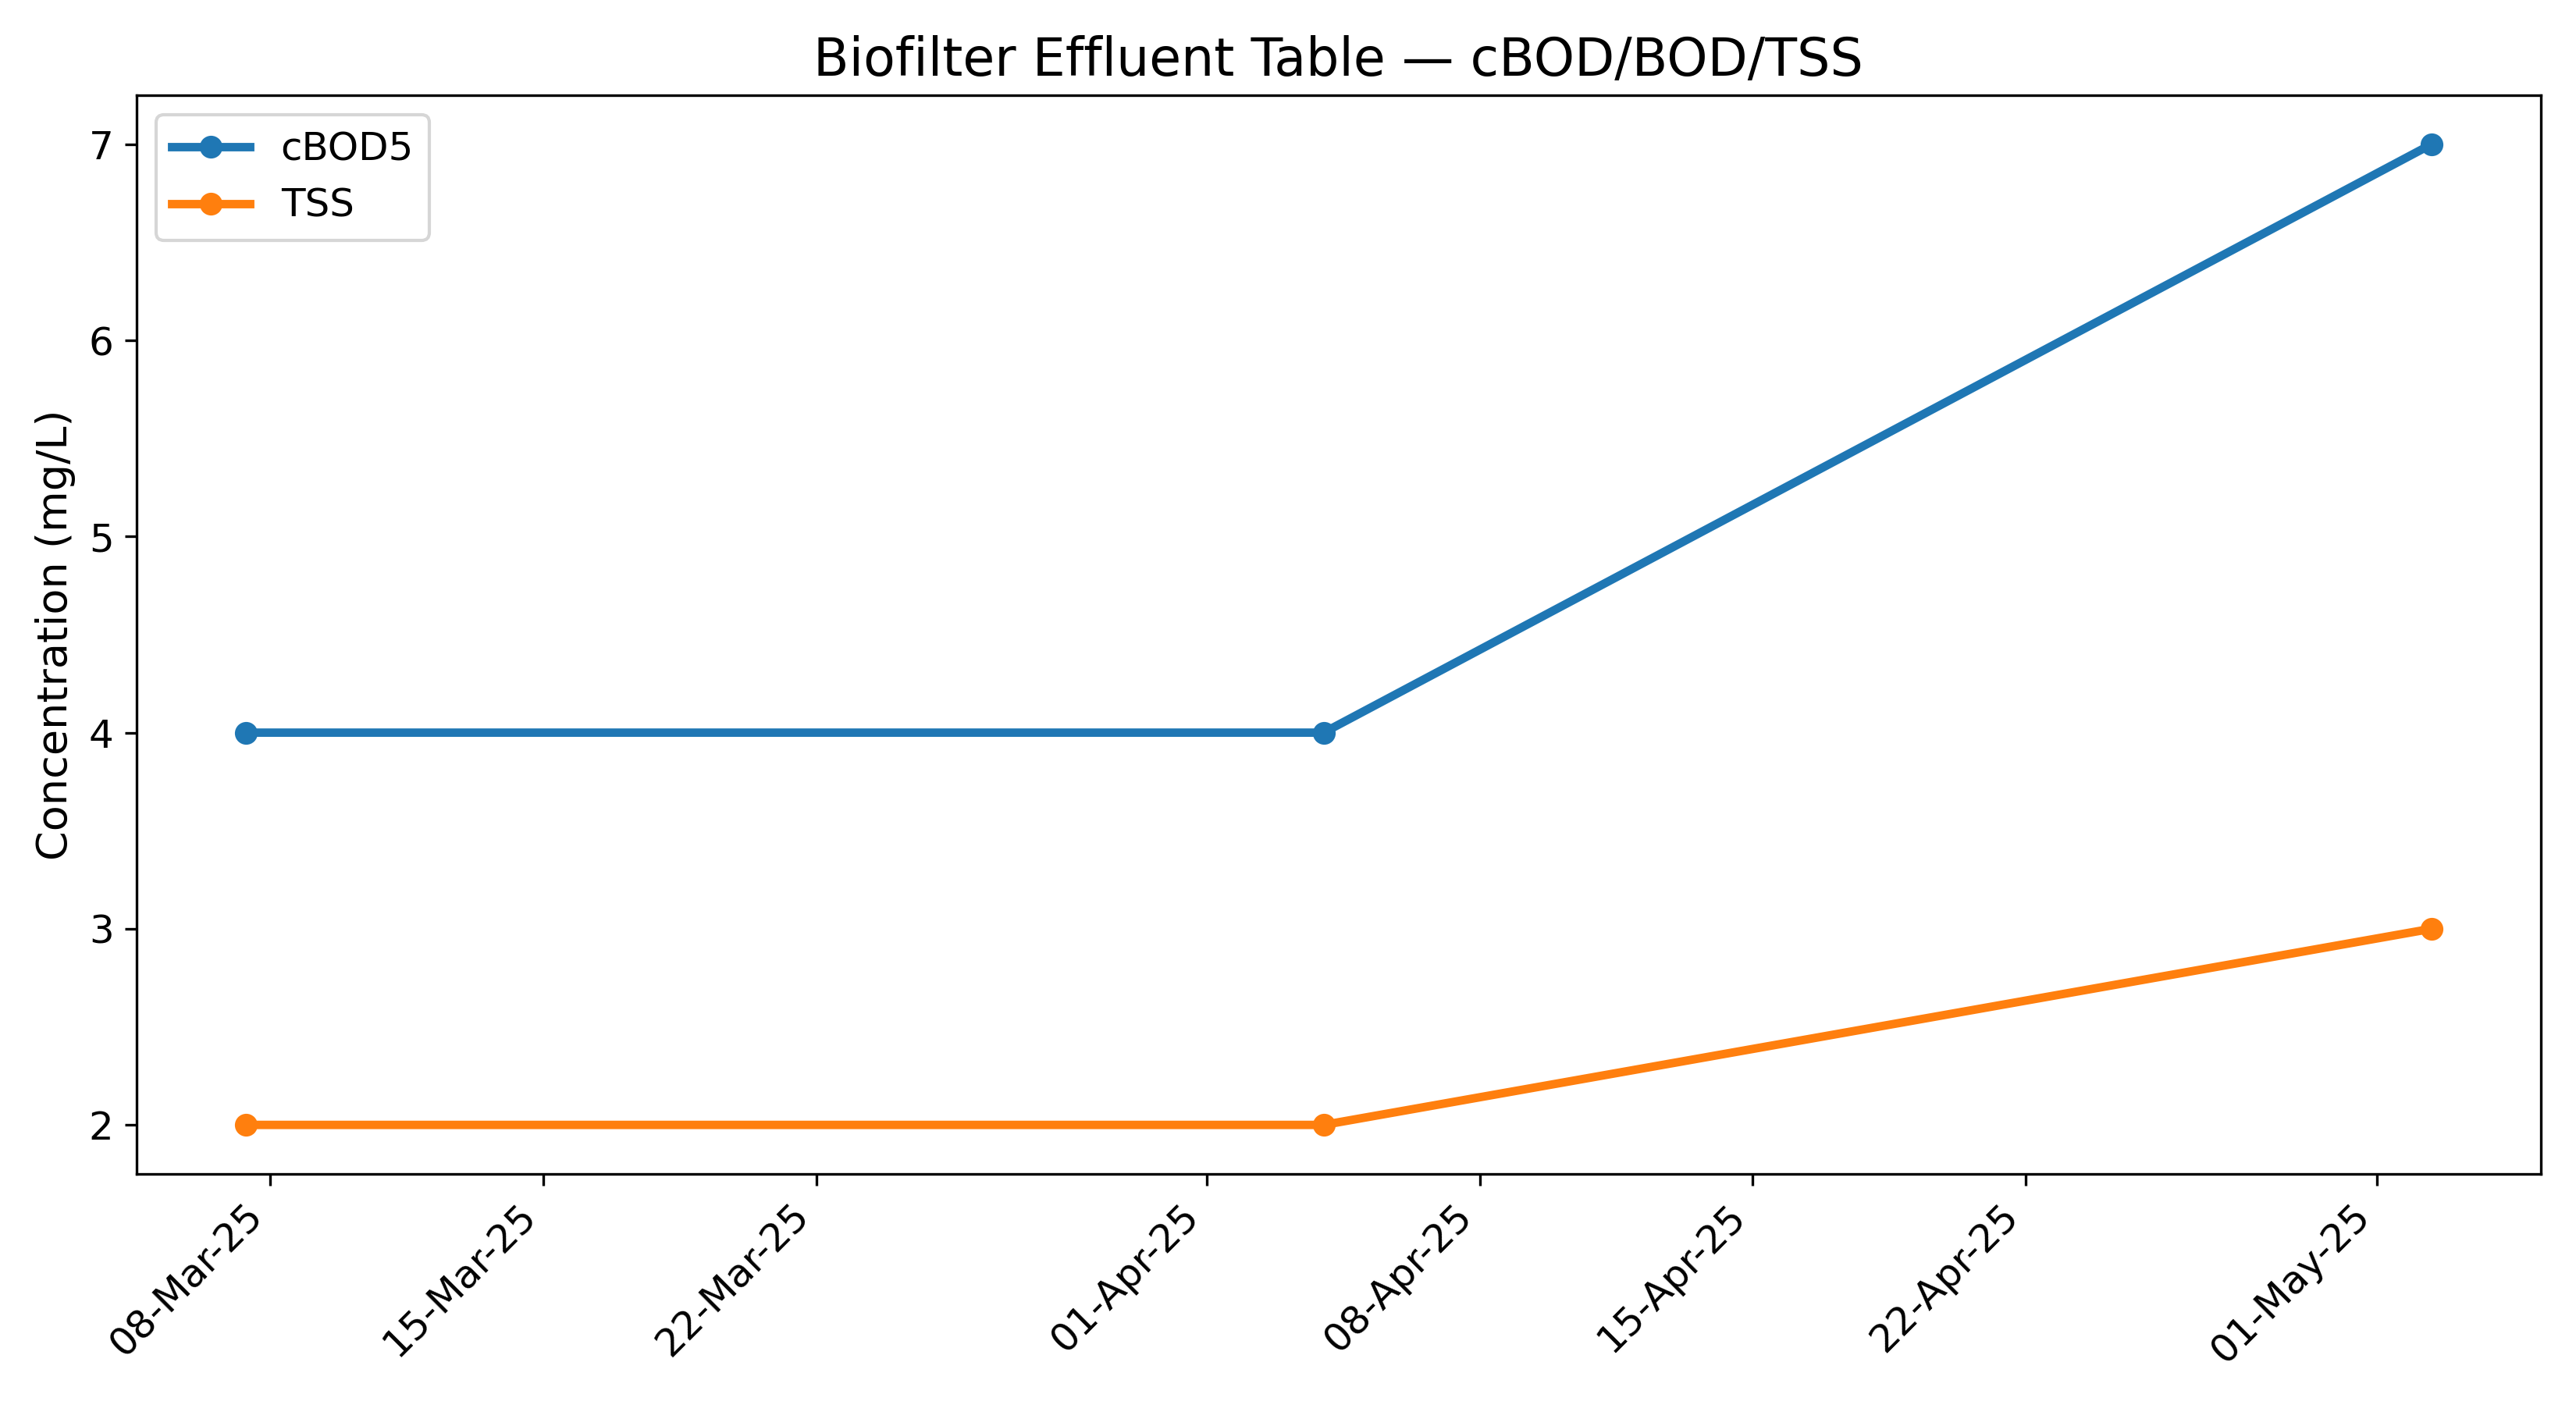 Biofilter Effluent Table — cBOD/BOD/TSS
cBOD5
TSS
Concentration (mg/L)
7
6
5
4
3
2
08-Mar-25
15-Mar-25
22-Mar-25
01-Apr-25
08-Apr-25
15-Apr-25
22-Apr-25
01-May-25